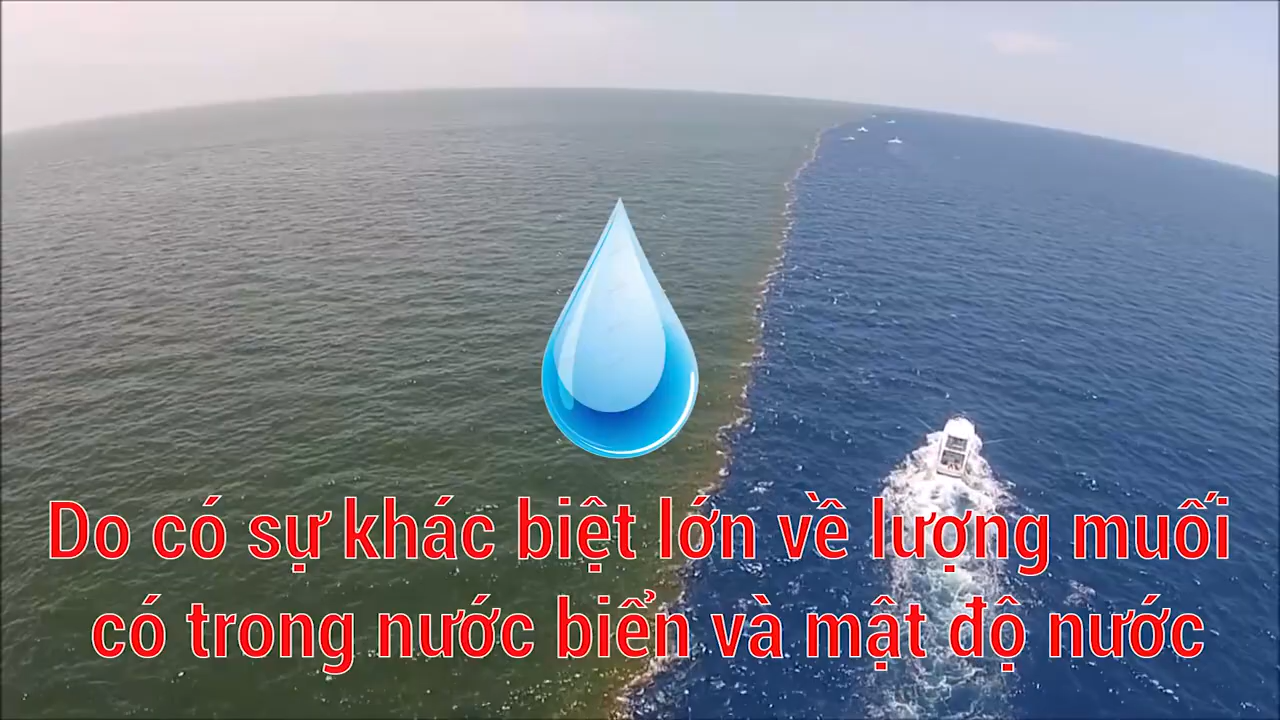 Do có sự khác biệt lớn về lượng muối
có trong nước biển và mật độ nước